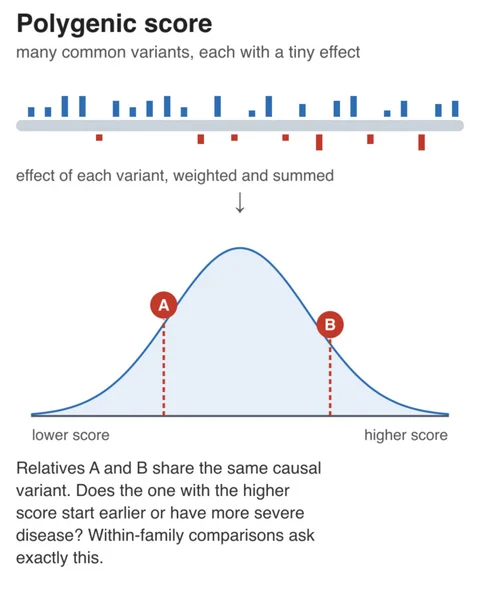 Polygenic score
many common variants, each with a tiny effect
effect of each variant, weighted and summed
A
B
lower score
higher score
Relatives A and B share the same causal
variant. Does the one with the higher
score start earlier or have more severe
disease? Within-family comparisons ask
exactly this.